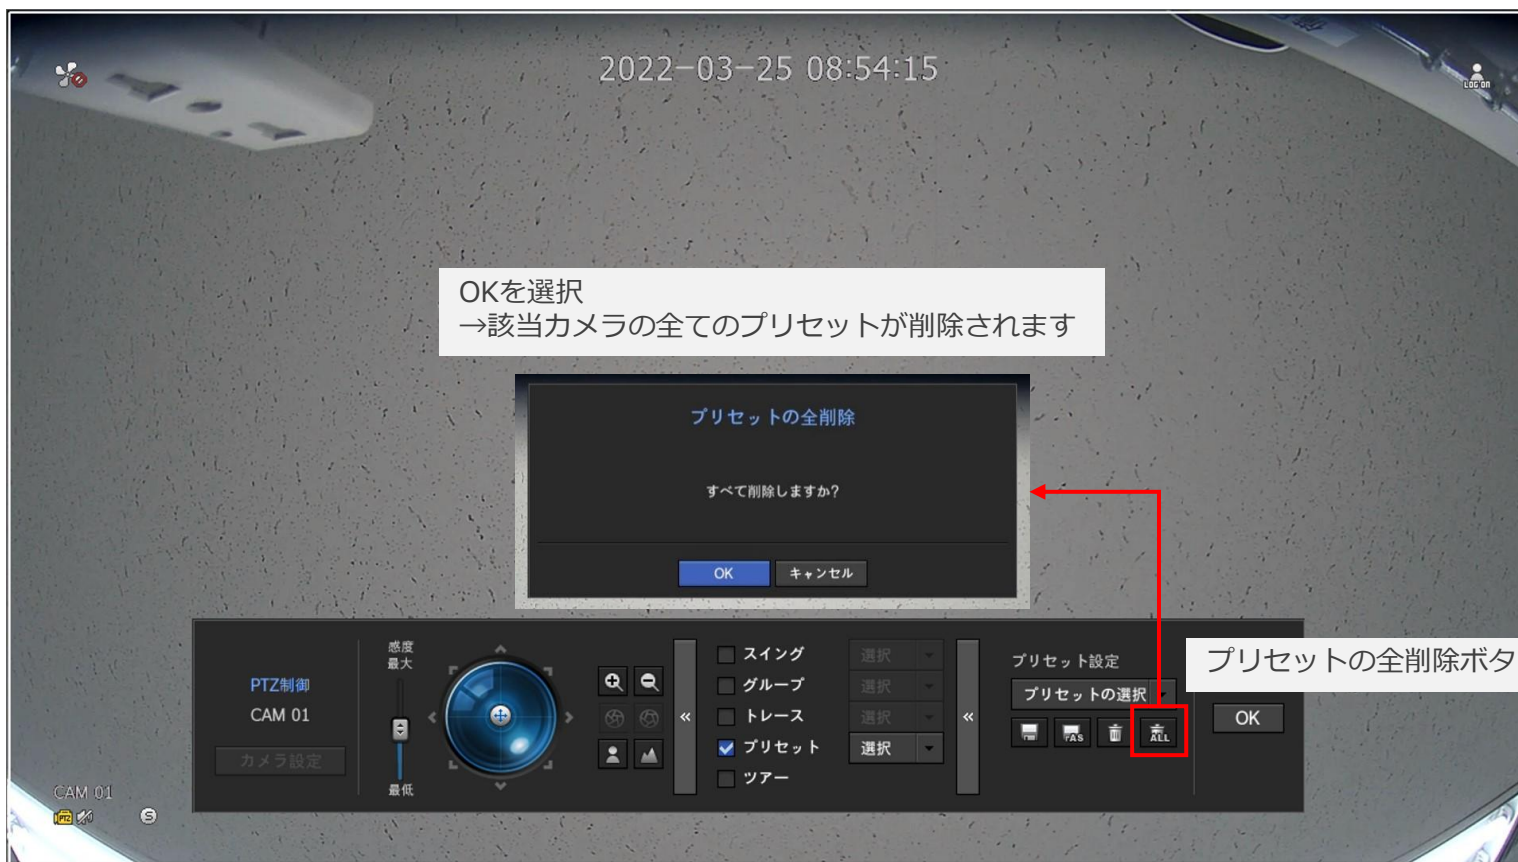 2022-03-25 08:54:15
LOG ON
OKを選択
→該当カメラの全てのプリセットが削除されます
プリセットの全削除
すべて削除しますか?
OK
キャンセル
プリセットの全削除ボタ
PTZ制御
CAM 01
カメラ設定
感度
最大
最低
スイング
選択
グループ
選択
トレース
選択
プリセット
選択
ツアー
«
«
プリセット設定
プリセットの選択
AS
ALL
OK
CAM 01
PTZ
S